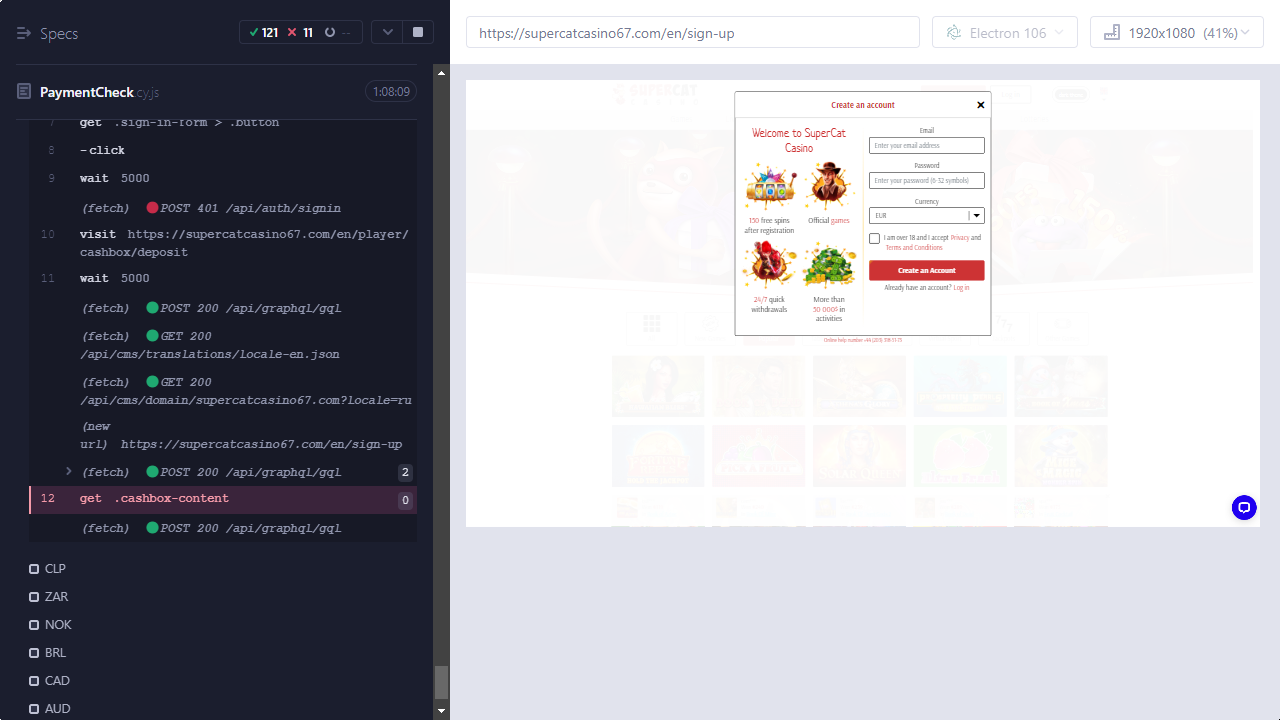 Specs
121
11
--
PaymentCheck.cy.js
1:08:09
7 get .sign-in-form > .button
8 -click
9 wait 5000
(fetch) POST 401 /api/auth/signin
10 visit https://supercatcasino67.com/en/player/
cashbox/deposit
11 wait 5000
(fetch) POST 200 /api/graphql/gql
(fetch) GET 200
/api/cms/translations/locale-en.json
(fetch) GET 200
/api/cms/domain/supercatcasino67.com?locale=ru
(new
url) https://supercatcasino67.com/en/sign-up
(fetch) POST 200 /api/graphql/gql 2
12 get .cashbox-content 0
(fetch) POST 200 /api/graphql/gql
CLP
ZAR
NOK
BRL
CAD
AUD
https://supercatcasino67.com/en/sign-up
Electron 106
1920x1080 (41%)
SUPERCAT
Create an account
Welcome to SuperCat
Casino
150 free spins
after registration
Official games
24/7 quick
withdrawals
More than
50 000$ in
activities
Email
Enter your email address
Password
Enter your password (6-32 symbols)
Currency
EUR
I am over 18 and I accept Privacy and
Terms and Conditions
Create an Account
Already have an account? Log in